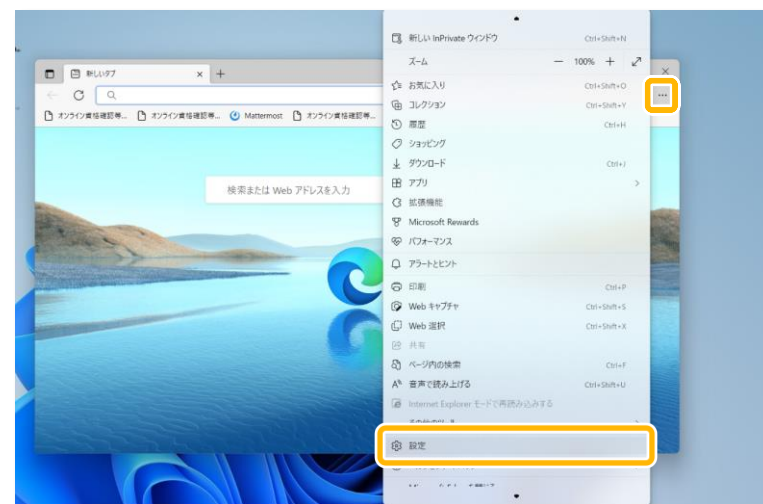 新しいタブ
オンライン資格確認等...
オンライン資格確認等...
Mattermost
オンライン資格確認等...
検索または Web アドレスを入力
新しい InPrivate ウィンドウ Ctrl+Shift+N
ズーム 100%
お気に入り Ctrl+Shift+O
コレクション Ctrl+Shift+Y
履歴 Ctrl+H
ショッピング
ダウンロード Ctrl+J
アプリ
拡張機能
Microsoft Rewards
パフォーマンス
アラートとヒント
印刷 Ctrl+P
Web キャプチャ Ctrl+Shift+S
Web 選択 Ctrl+Shift+X
共有
ページ内の検索 Ctrl+F
音声で読み上げる Ctrl+Shift+U
Internet Explorer モードで再読み込みする
設定